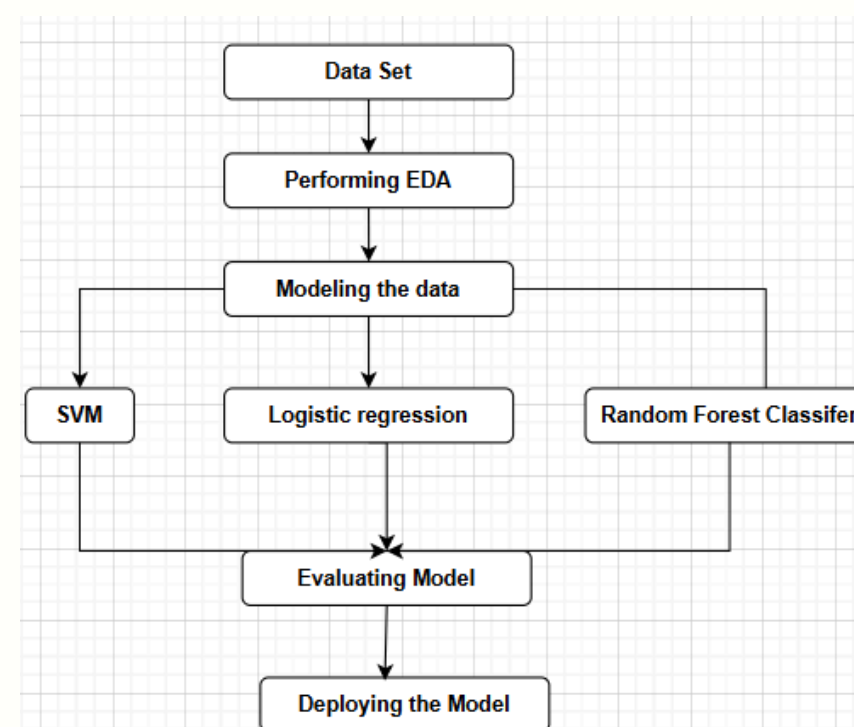 Data Set
Performing EDA
Modeling the data
SVM
Logistic regression
Random Forest Classifer
Evaluating Model
Deploying the Model